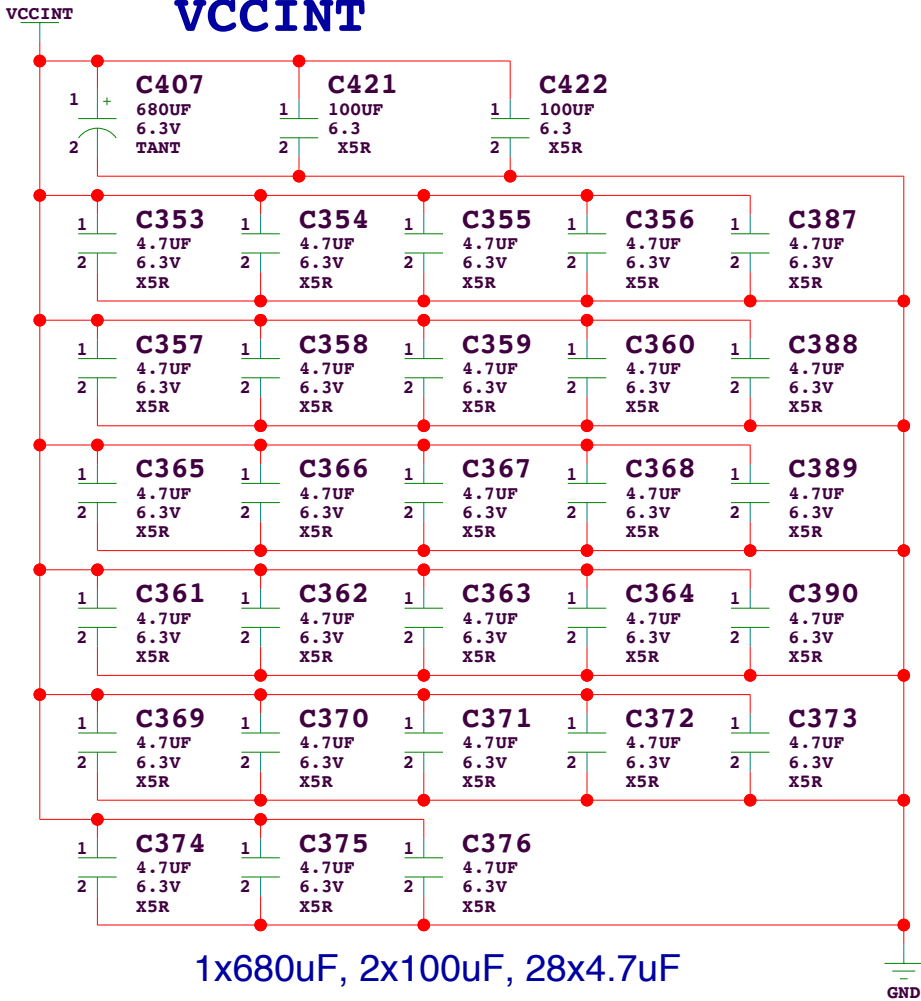 VCCINT
VCCINT
C407 C421 C422
1 + 680UF 1 100UF 1 100UF
6.3V 6.3 6.3
2 TANT 2 X5R 2 X5R
C353 C354 C355 C356 C387
1 4.7UF 1 4.7UF 1 4.7UF 1 4.7UF 1 4.7UF
2 6.3V 2 6.3V 2 6.3V 2 6.3V 2 6.3V
X5R X5R X5R X5R X5R
C357 C358 C359 C360 C388
1 4.7UF 1 4.7UF 1 4.7UF 1 4.7UF 1 4.7UF
2 6.3V 2 6.3V 2 6.3V 2 6.3V 2 6.3V
X5R X5R X5R X5R X5R
C365 C366 C367 C368 C389
1 4.7UF 1 4.7UF 1 4.7UF 1 4.7UF 1 4.7UF
2 6.3V 2 6.3V 2 6.3V 2 6.3V 2 6.3V
X5R X5R X5R X5R X5R
C361 C362 C363 C364 C390
1 4.7UF 1 4.7UF 1 4.7UF 1 4.7UF 1 4.7UF
2 6.3V 2 6.3V 2 6.3V 2 6.3V 2 6.3V
X5R X5R X5R X5R X5R
C369 C370 C371 C372 C373
1 4.7UF 1 4.7UF 1 4.7UF 1 4.7UF 1 4.7UF
2 6.3V 2 6.3V 2 6.3V 2 6.3V 2 6.3V
X5R X5R X5R X5R X5R
C374 C375 C376
1 4.7UF 1 4.7UF 1 4.7UF
2 6.3V 2 6.3V 2 6.3V
X5R X5R X5R
1x680uF, 2x100uF, 28x4.7uF
GND